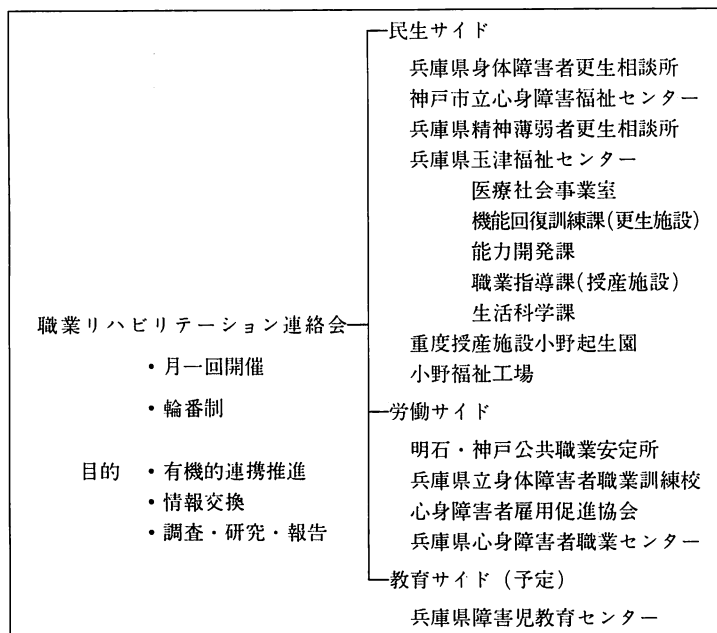 民生サイド
兵庫県身体障害者更生相談所
神戸市立心身障害福祉センター
兵庫県精神薄弱者更生相談所
兵庫県玉津福祉センター
医療社会事業室
機能回復訓練課(更生施設)
能力開発課
職業指導課(授産施設)
生活科学課
職業リハビリテーション連絡会
重度授産施設小野起生園
・月一回開催
小野福祉工場
・輪番制
労働サイド
明石・神戸公共職業安定所
目的 ・有機的連携推進
兵庫県立身体障害者職業訓練校
・情報交換
心身障害者雇用促進協会
・調査・研究・報告
兵庫県心身障害者職業センター
教育サイド (予定)
兵庫県障害児教育センター